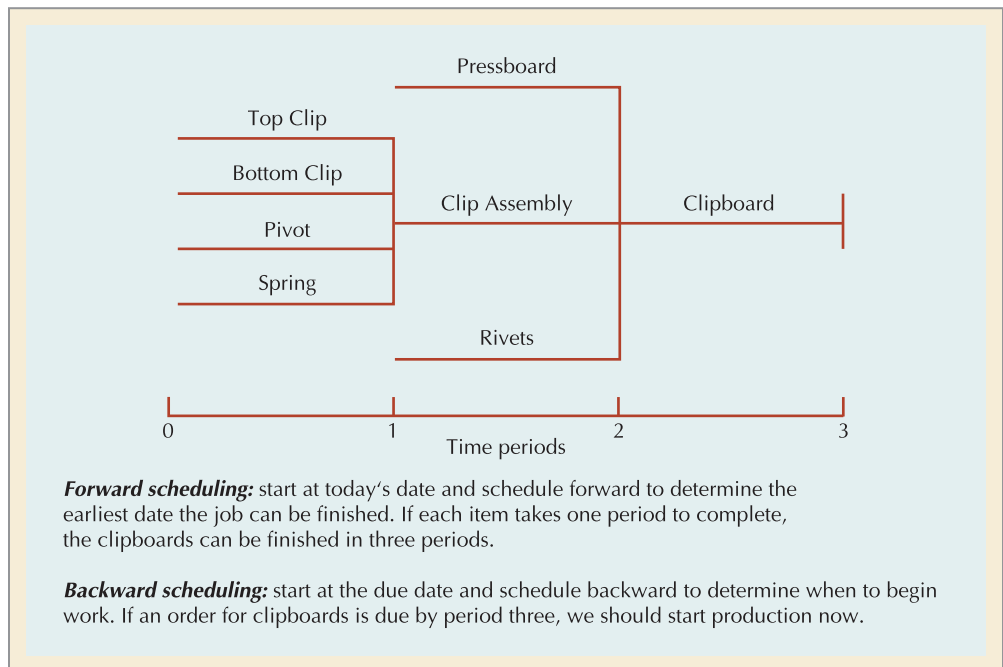 Pressboard
Top Clip
Bottom Clip
Clip Assembly
Clipboard
Pivot
Spring
Rivets
0
1
2
3
Time periods
Forward scheduling: start at today‘s date and schedule forward to determine the
earliest date the job can be finished. If each item takes one period to complete,
the clipboards can be finished in three periods.
Backward scheduling: start at the due date and schedule backward to determine when to begin
work. If an order for clipboards is due by period three, we should start production now.